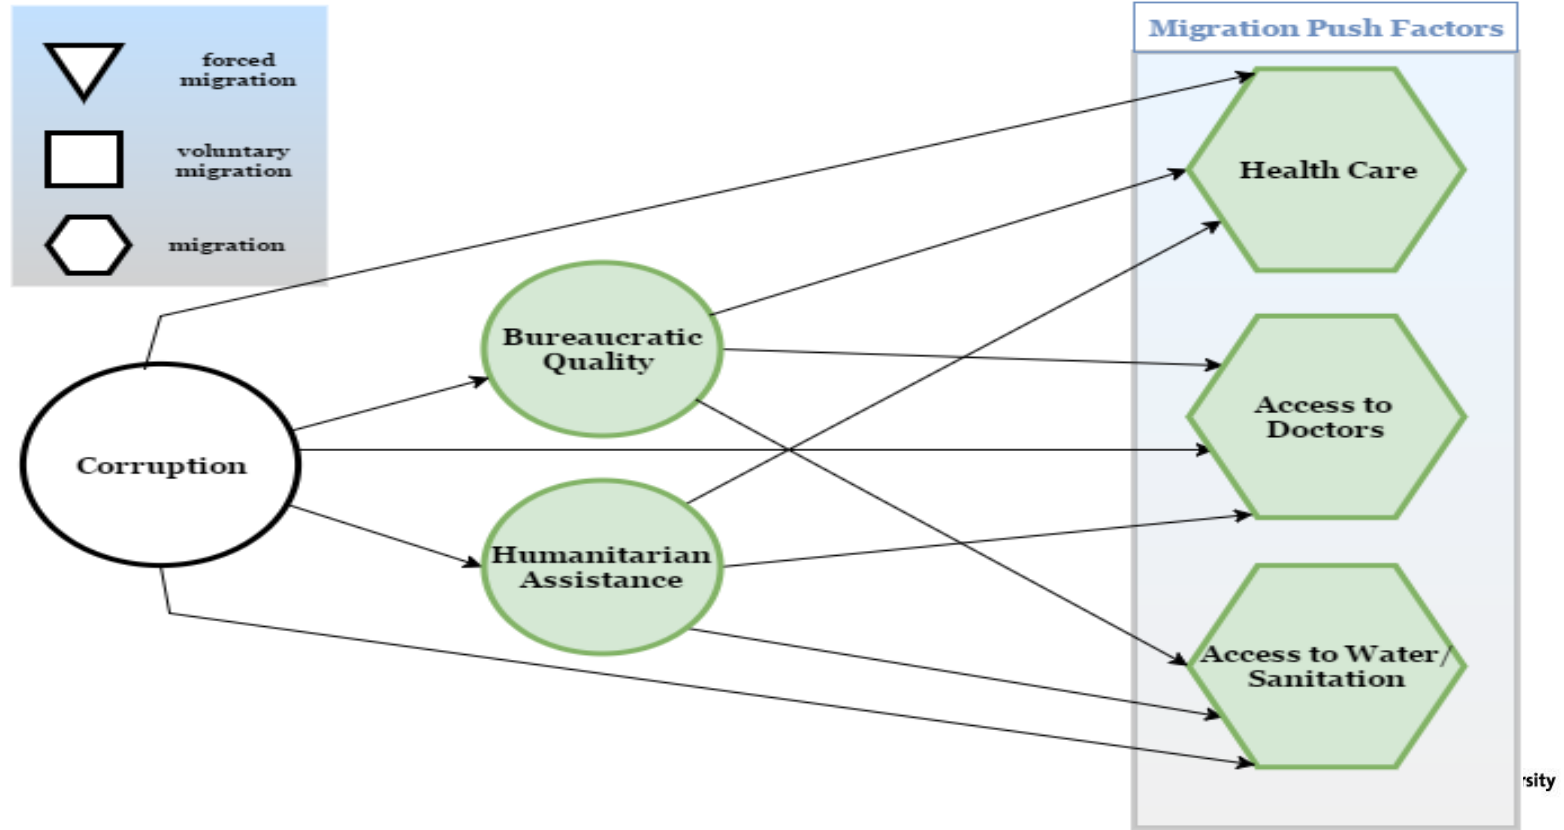 forced
migration
voluntary
migration
migration
Migration Push Factors
Health Care
Bureaucratic
Quality
Access to
Doctors
Corruption
Humanitarian
Assistance
Access to Water/
Sanitation
rsity